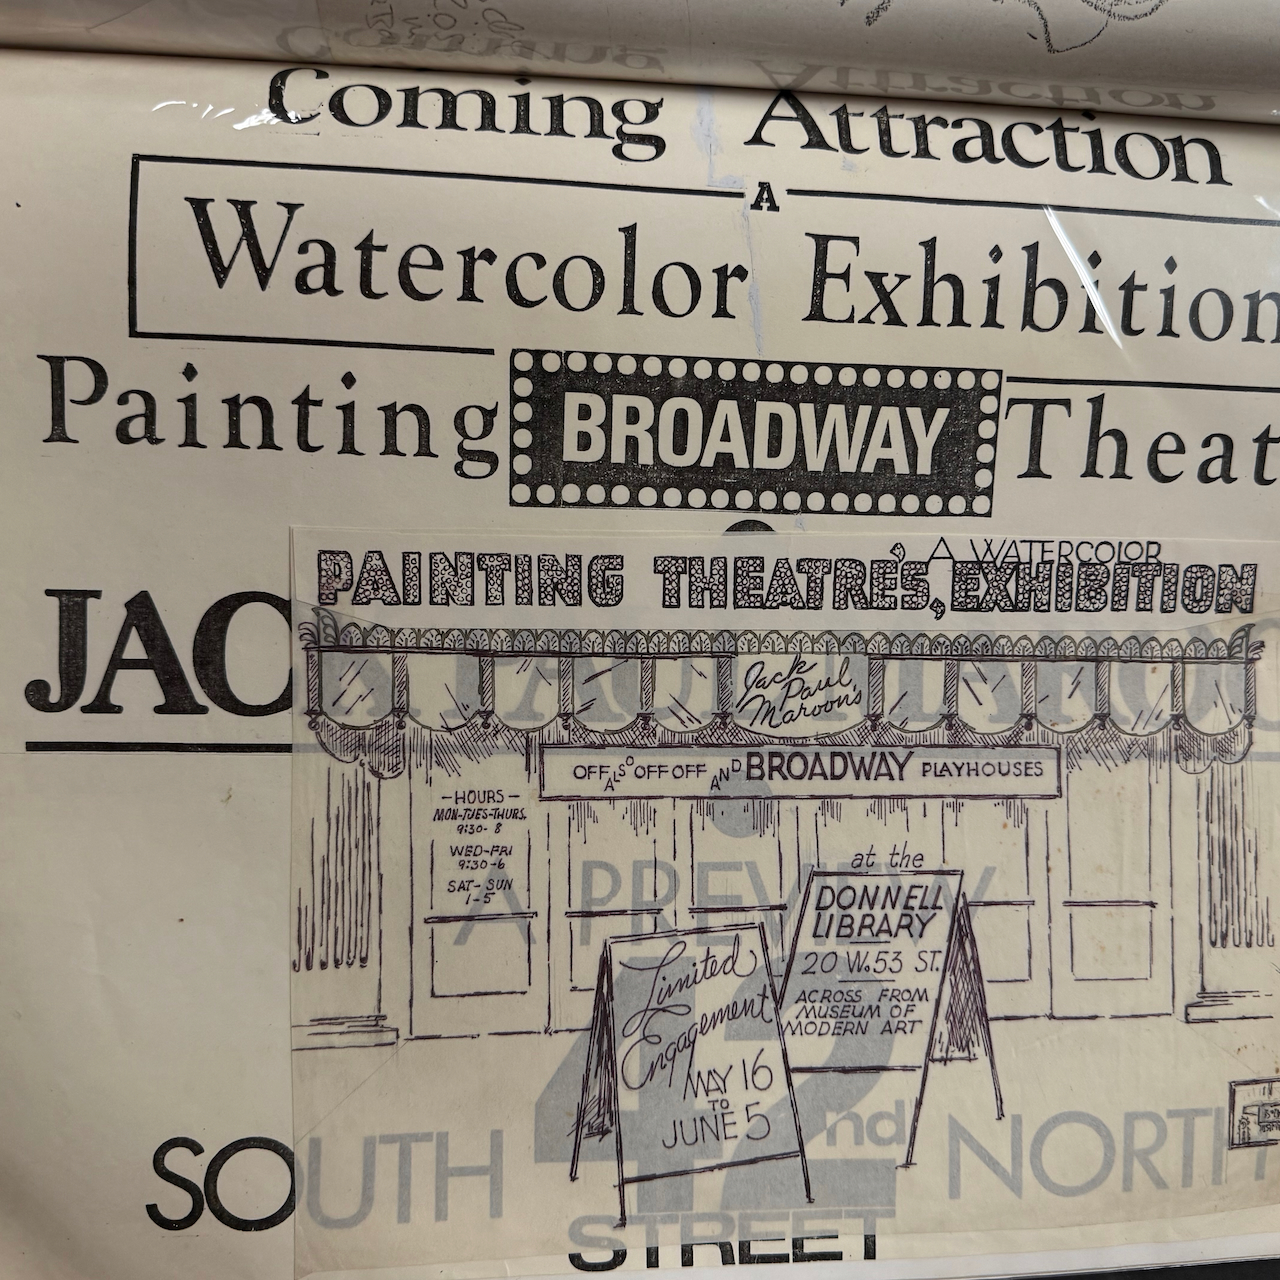 Coming Attraction
A
Watercolor Exhibition
Painting BROADWAY Theat
JAC
A WATERCOLOR
PAINTING THEATRE'S, EXHIBITION
Jack
Paul
Maroon's
OFF ALSO OFF OFF AND BROADWAY PLAYHOUSES
-HOURS-
MON-TUES-THURS.
9:30-8
WED-FRI
9:30-6
SAT-SUN
1-5
at the
DONNELL
LIBRARY
20 W.53 ST.
ACROSS FROM
MUSEUM OF
MODERN ART
A PREVIEW
Limited
Engagement
MAY 16
TO
JUNE 5
SOUTH 42nd NORTH
STREET